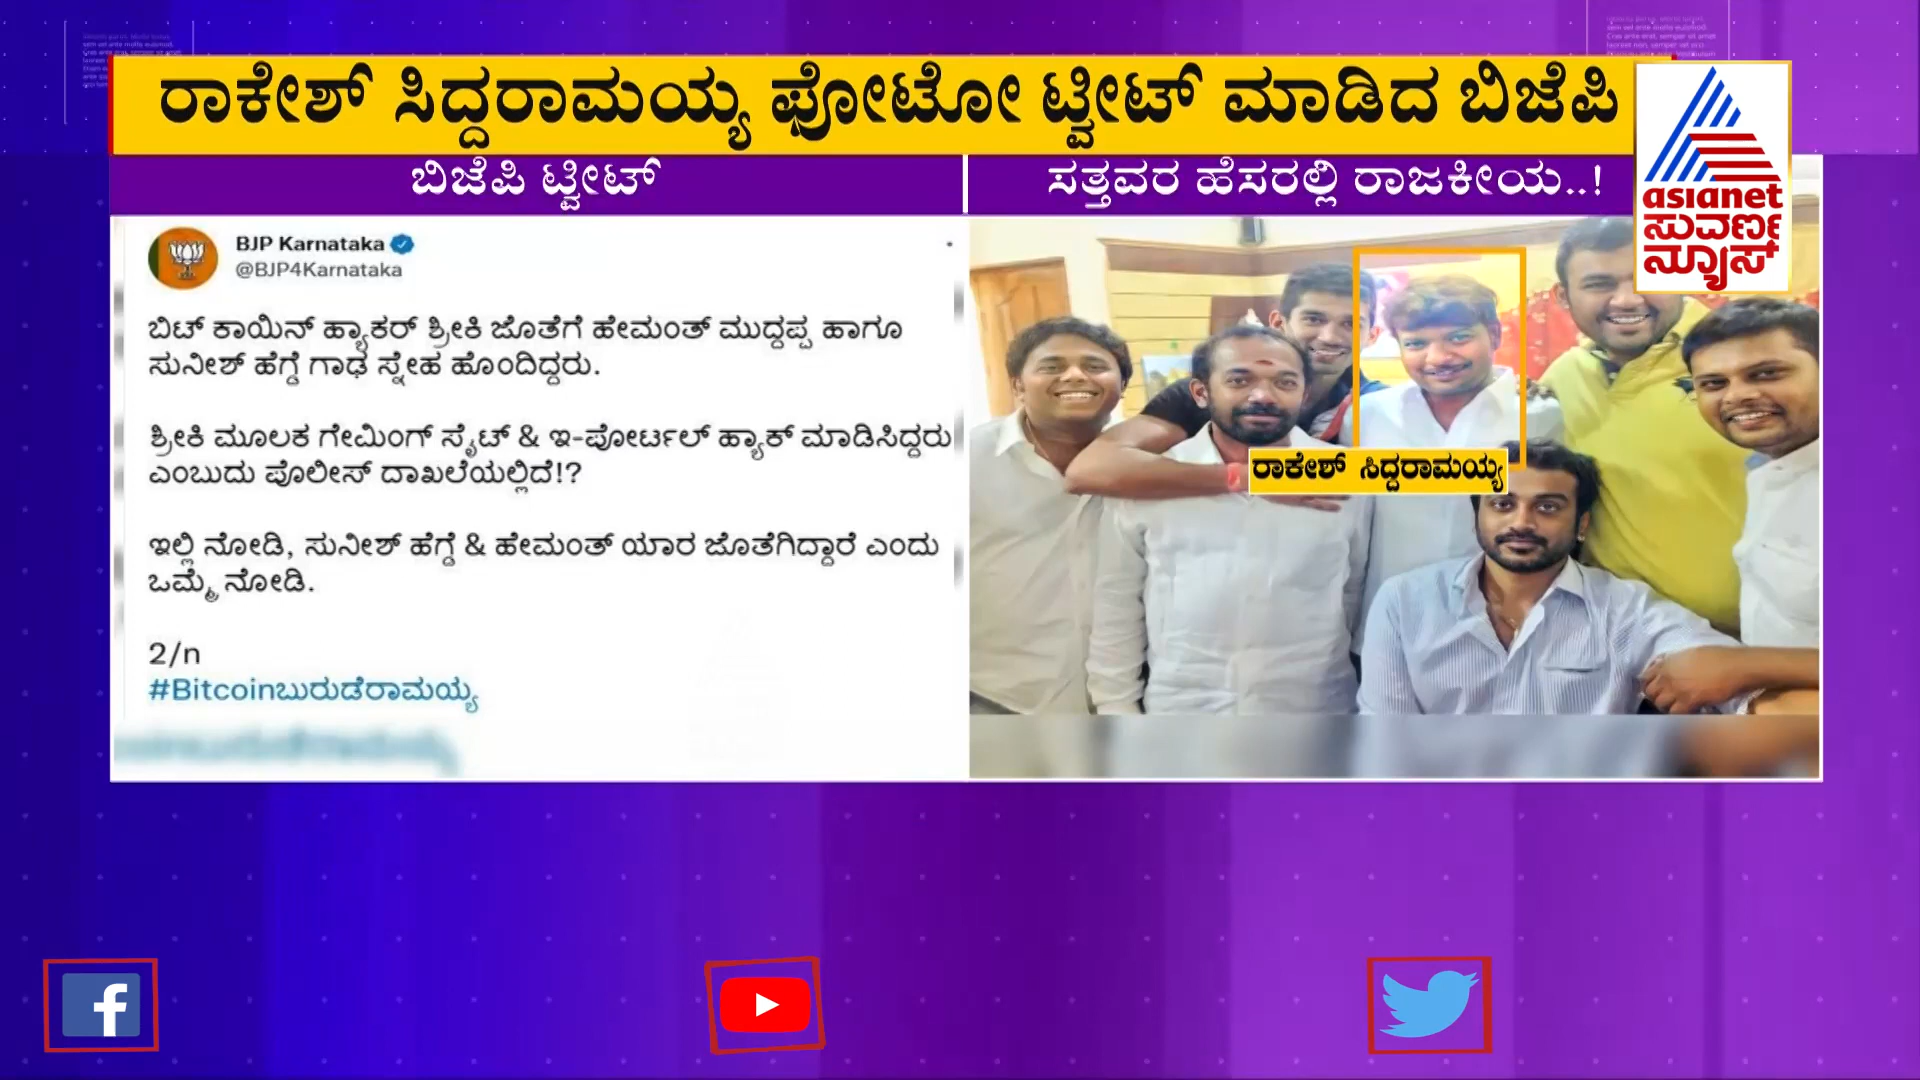 ರಾಕೇಶ್ ಸಿದ್ದರಾಮಯ್ಯ ಫೋಟೋ ಟ್ವೀಟ್ ಮಾಡಿದ ಬಿಜೆಪಿ
ಬಿಜೆಪಿ ಟ್ವೀಟ್
ಸತ್ತವರ ಹೆಸರಲ್ಲಿ ರಾಜಕೀಯ..!
asianet
ಸುವರ್ಣ
ನ್ಯೂಸ್
BJP Karnataka
@BJP4Karnataka
ಬಿಟ್ ಕಾಯಿನ್ ಹ್ಯಾಕರ್ ಶ್ರೀಕಿ ಜೊತೆಗೆ ಹೇಮಂತ್ ಮುದ್ದಪ್ಪ ಹಾಗೂ
ಸುನೀಶ್ ಹೆಗ್ಡೆ ಗಾಢ ಸ್ನೇಹ ಹೊಂದಿದ್ದರು.
ಶ್ರೀಕಿ ಮೂಲಕ ಗೇಮಿಂಗ್ ಸೈಟ್ & ಇ-ಪೋರ್ಟಲ್ ಹ್ಯಾಕ್ ಮಾಡಿಸಿದ್ದರು
ಎಂಬುದು ಪೊಲೀಸ್ ದಾಖಲೆಯಲ್ಲಿದೆ!?
ಇಲ್ಲಿ ನೋಡಿ, ಸುನೀಶ್ ಹೆಗ್ಡೆ & ಹೇಮಂತ್ ಯಾರ ಜೊತೆಗಿದ್ದಾರೆ ಎಂದು
ಒಮ್ಮೆ ನೋಡಿ.
2/n
#Bitcoinಬುರುಡೆರಾಮಯ್ಯ
ರಾಕೇಶ್ ಸಿದ್ದರಾಮಯ್ಯ